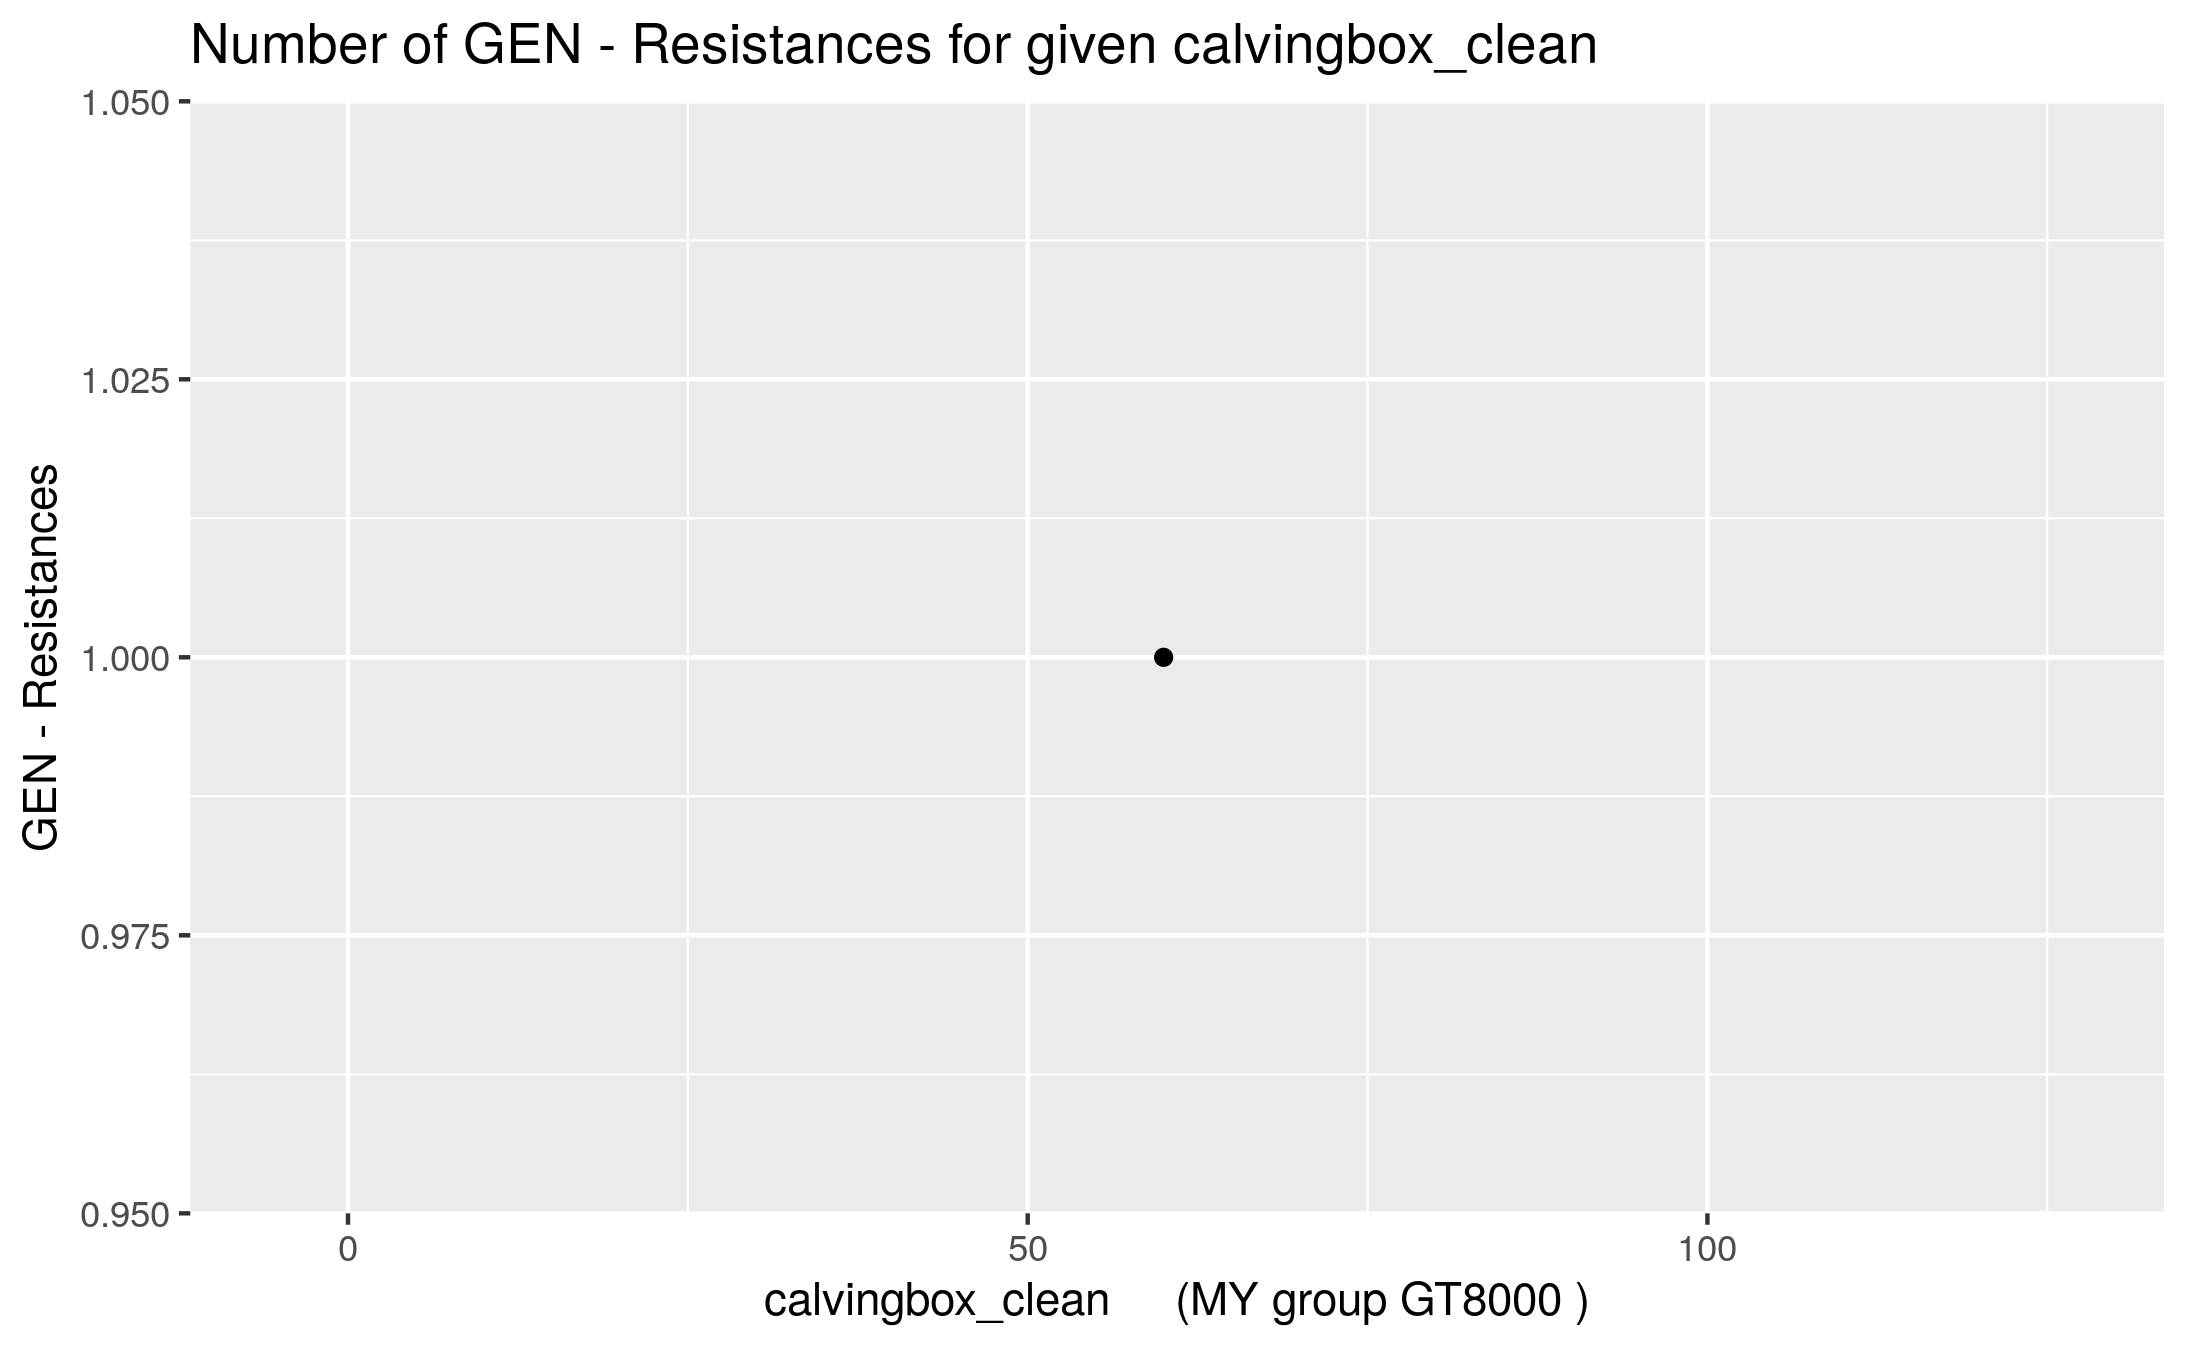 Number of GEN - Resistances for given calvingbox_clean
1.050
1.025
1.000
0.975
0.950
GEN - Resistances
0 50 100
calvingbox_clean (MY group GT8000 )